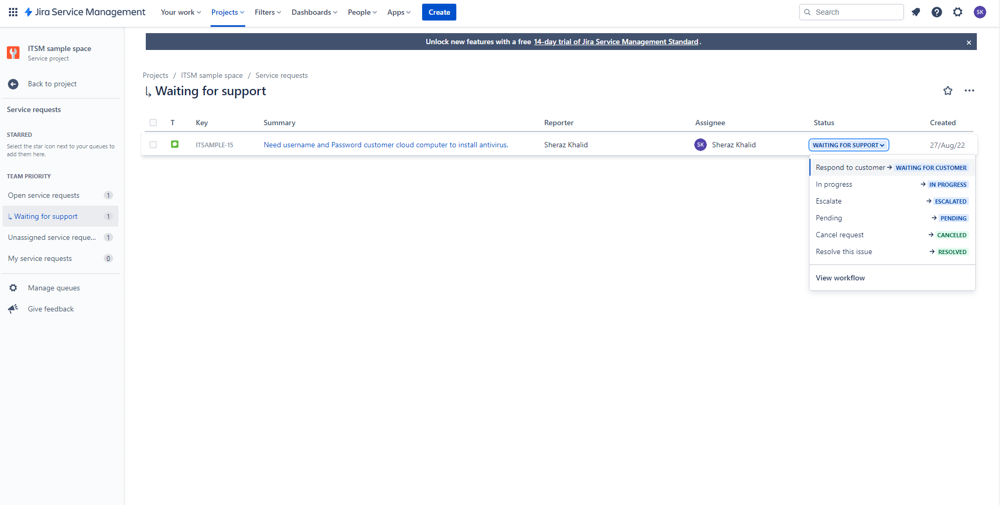 Jira Service Management
Your work
Projects
Filters
Dashboards
People
Apps
Create
Search
SK
ITSM sample space
Service project
Back to project
Service requests
STARRED
Select the star icon next to your queues to
add them here.
TEAM PRIORITY
Open service requests 1
Waiting for support 1
Unassigned service reque... 1
My service requests 0
Manage queues
Give feedback
Unlock new features with a free 14-day trial of Jira Service Management Standard.
Projects / ITSM sample space / Service requests
Waiting for support
T Key Summary Reporter Assignee Status Created
ITSAMPLE-15 Need username and Password customer cloud computer to install antivirus. Sheraz Khalid SK Sheraz Khalid WAITING FOR SUPPORT 27/Aug/22
Respond to customer → WAITING FOR CUSTOMER
In progress → IN PROGRESS
Escalate → ESCALATED
Pending → PENDING
Cancel request → CANCELED
Resolve this issue → RESOLVED
View workflow